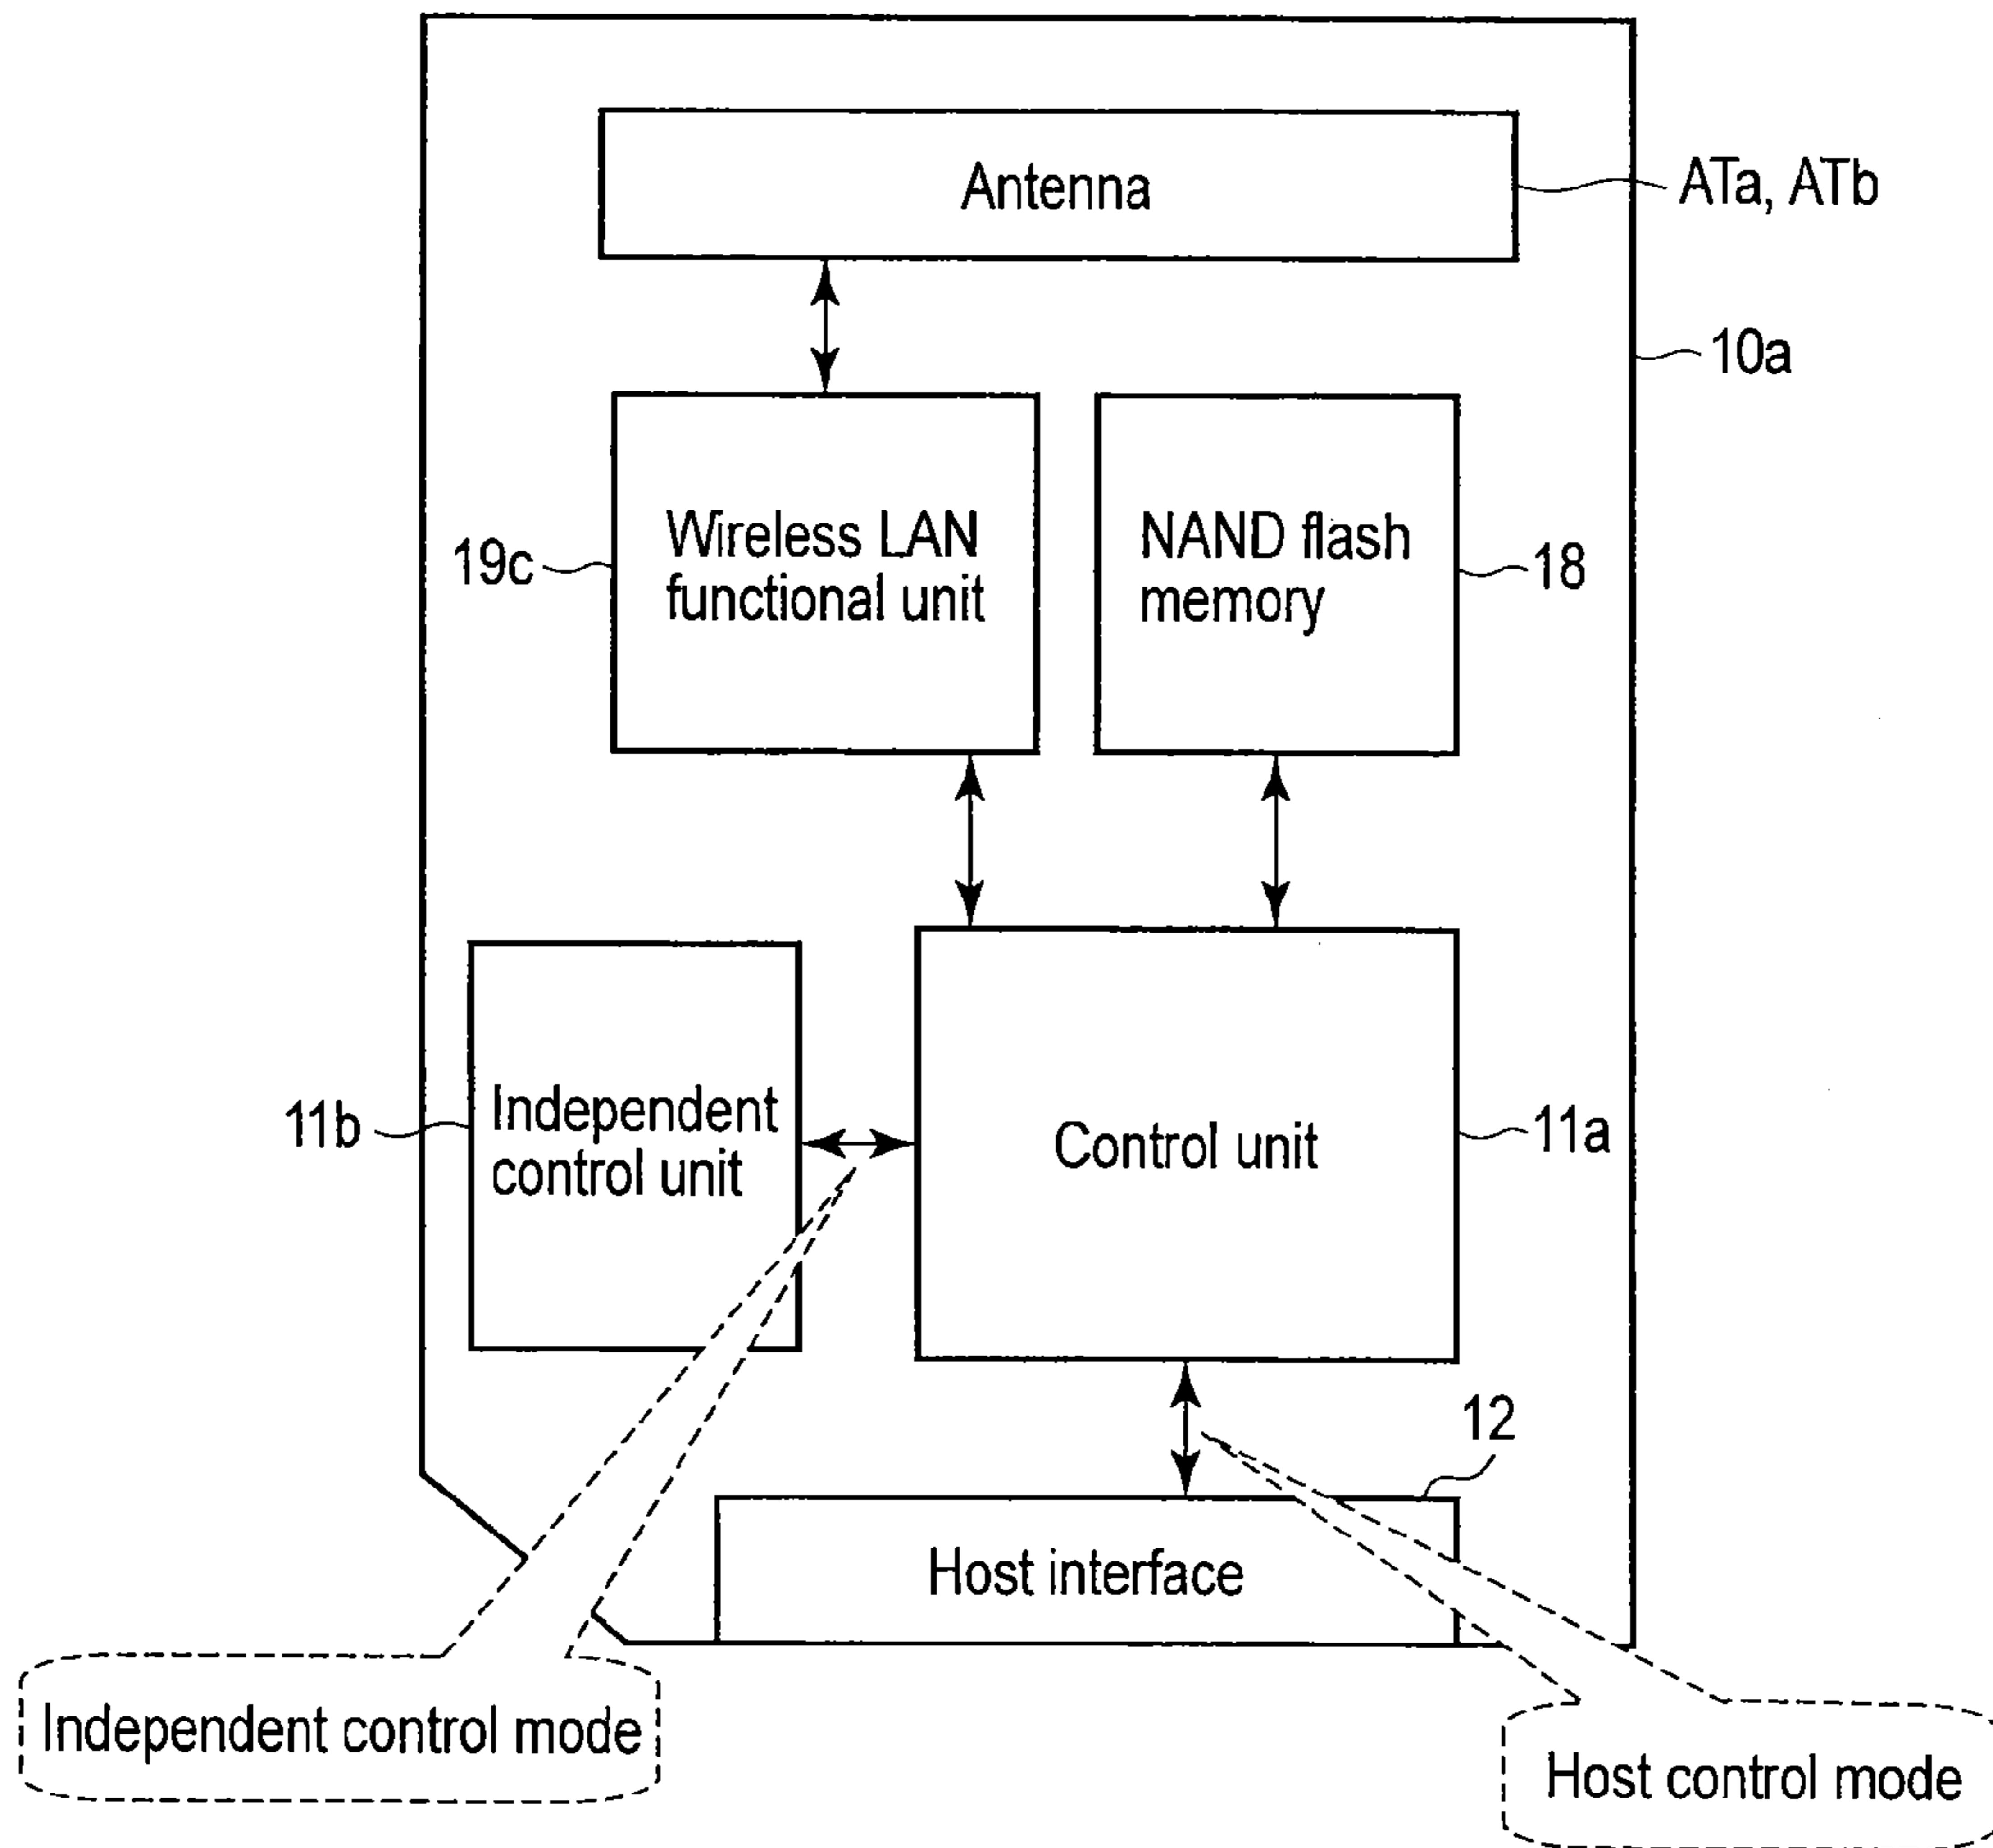 Antenna
ATa, ATb
10a
Wireless LAN
functional unit
19c
NAND flash
memory
18
Independent
control unit
11b
Control unit
11a
12
Host interface
Independent control mode
Host control mode